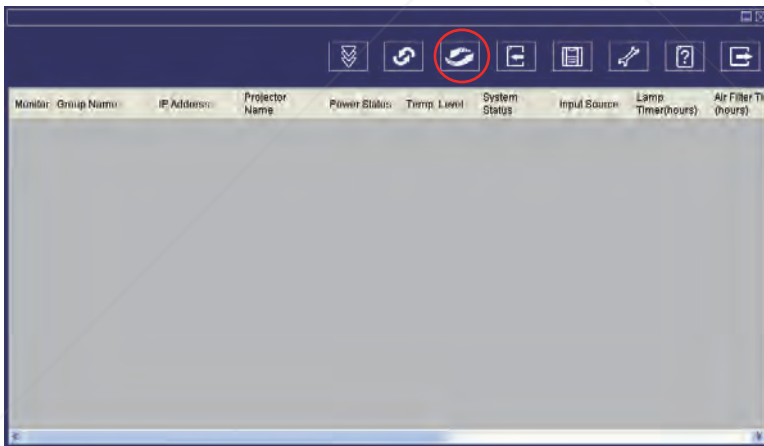 Monitor Group Name IP Address Projector Name Power Status Temp. Level System Status Input Source Lamp Timer(hours) Air Filter Ti (hours)